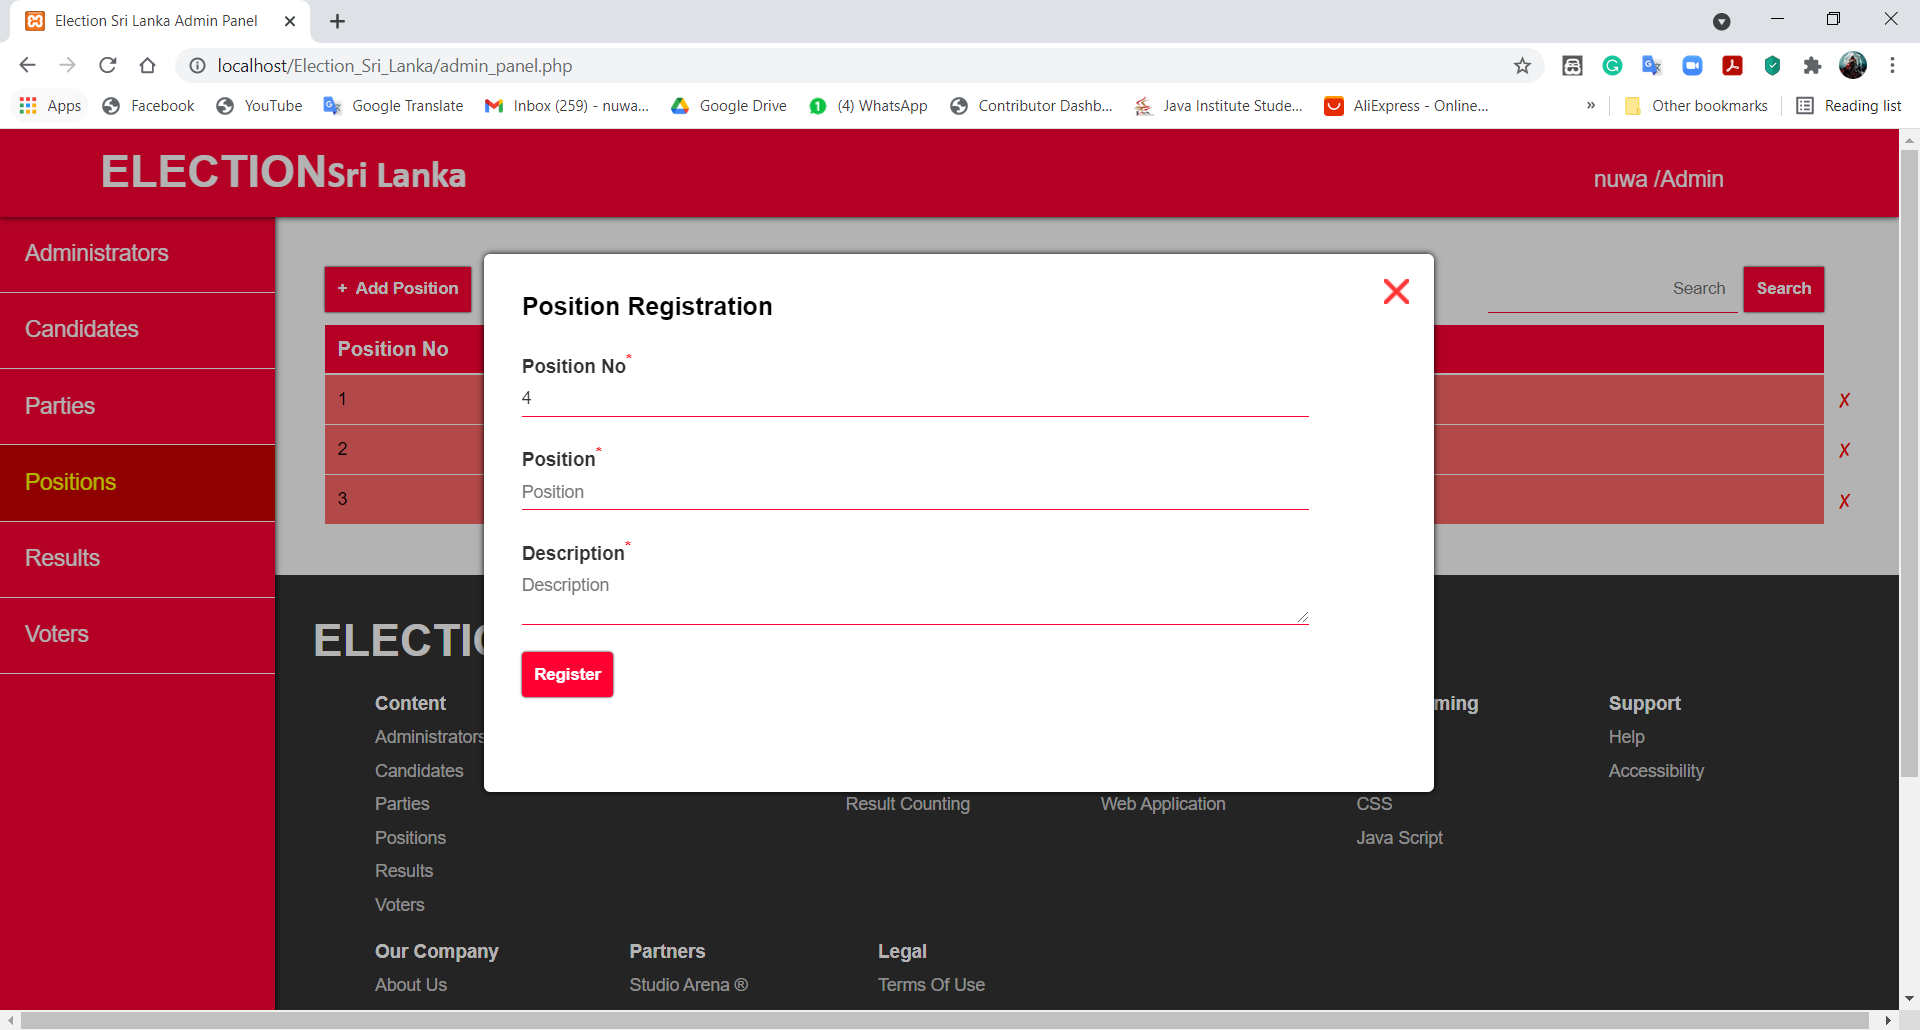 Election Sri Lanka Admin Panel
localhost/Election_Sri_Lanka/admin_panel.php
Apps Facebook YouTube Google Translate Inbox (259) - nuwa... Google Drive (4) WhatsApp Contributor Dashb... Java Institute Stude... AliExpress - Online... » Other bookmarks Reading list
ELECTIONSri Lanka
nuwa /Admin
Administrators
Candidates
Parties
Positions
Results
Voters
+ Add Position
Search Search
Position No
1 ✗
2 ✗
3 ✗
Position Registration
Position No*
4
Position*
Position
Description*
Description
Register
ELECTIO
Content
Administrators
Candidates
Parties
Positions
Results
Voters
Result Counting
Web Application
ming
CSS
Java Script
Support
Help
Accessibility
Our Company
About Us
Partners
Studio Arena ®
Legal
Terms Of Use